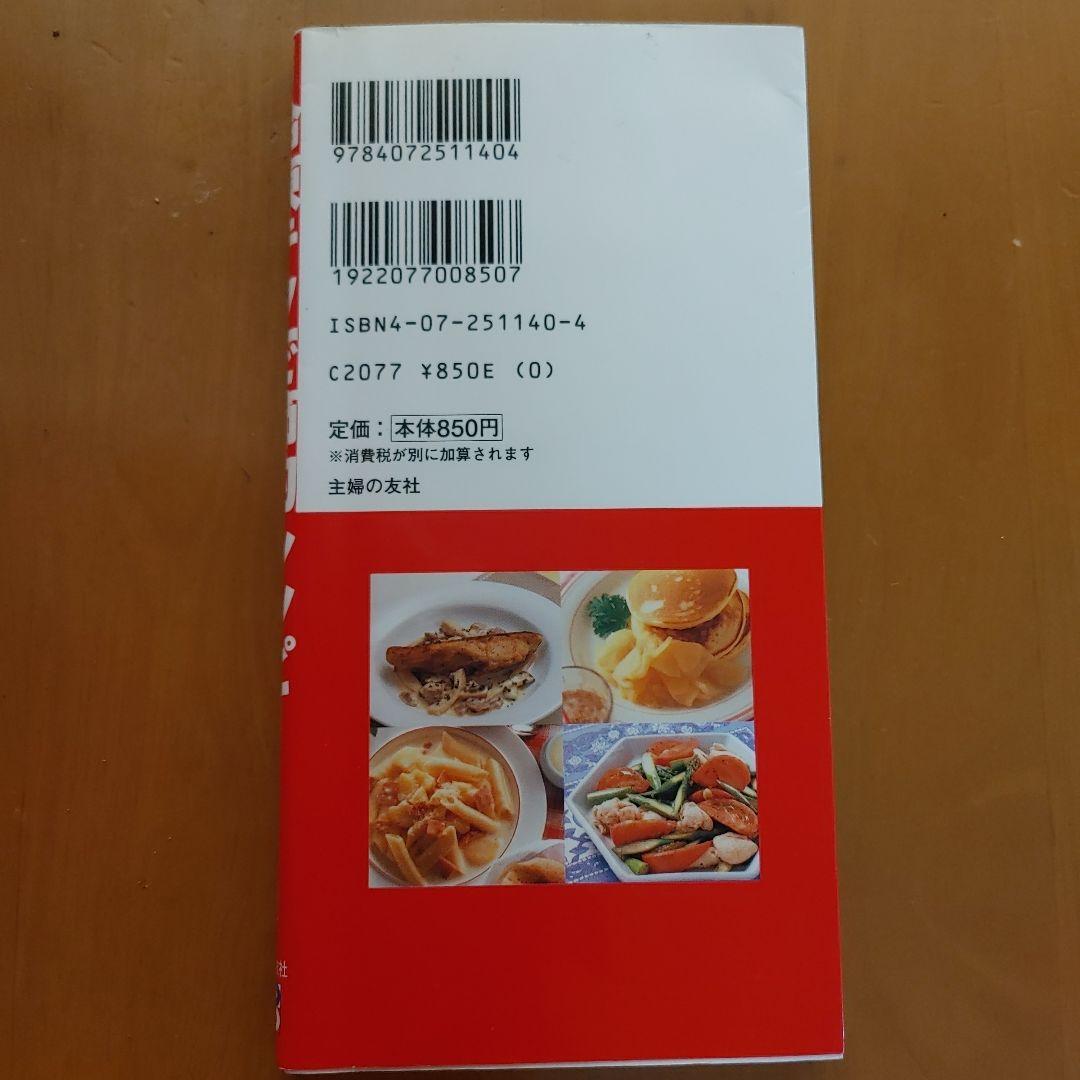 9784072511404
1922077008507
ISBN4-07-251140-4
C2077 ¥850E (0)
定価：本体850円
※消費税が別に加算されます
主婦の友社